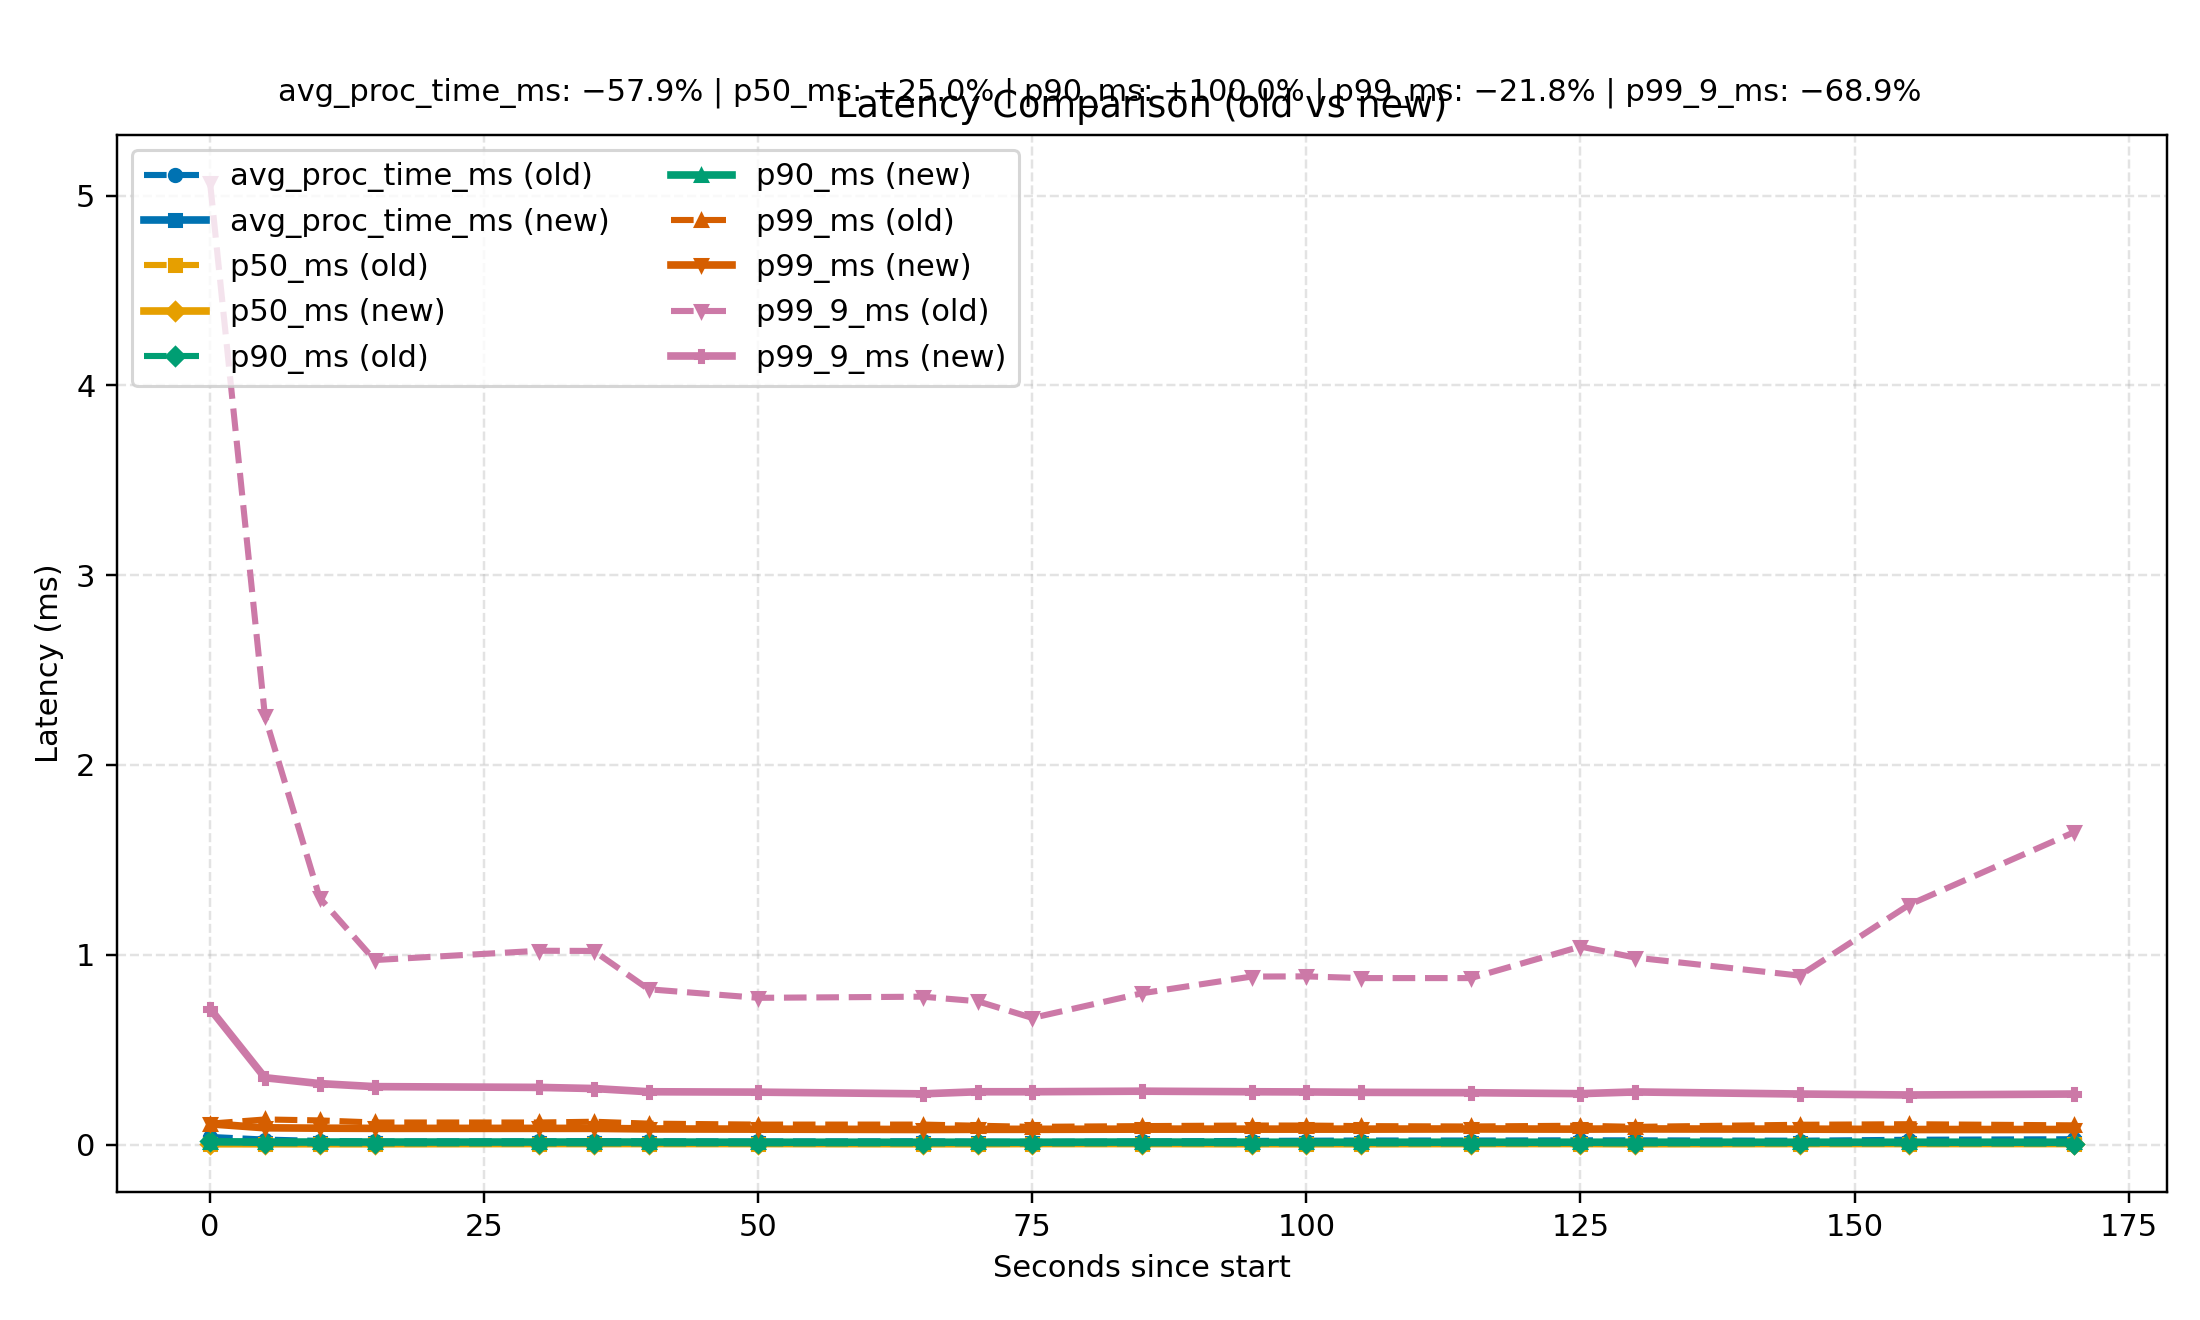 avg_proc_time_ms: −57.9% | p50_ms: +25.0% | p90_ms: +100.0% | p99_ms: −21.8% | p99_9_ms: −68.9%
Latency Comparison (old vs new)
avg_proc_time_ms (old)
avg_proc_time_ms (new)
p50_ms (old)
p50_ms (new)
p90_ms (old)
p90_ms (new)
p99_ms (old)
p99_ms (new)
p99_9_ms (old)
p99_9_ms (new)
Latency (ms)
5
4
3
2
1
0
0 25 50 75 100 125 150 175
Seconds since start